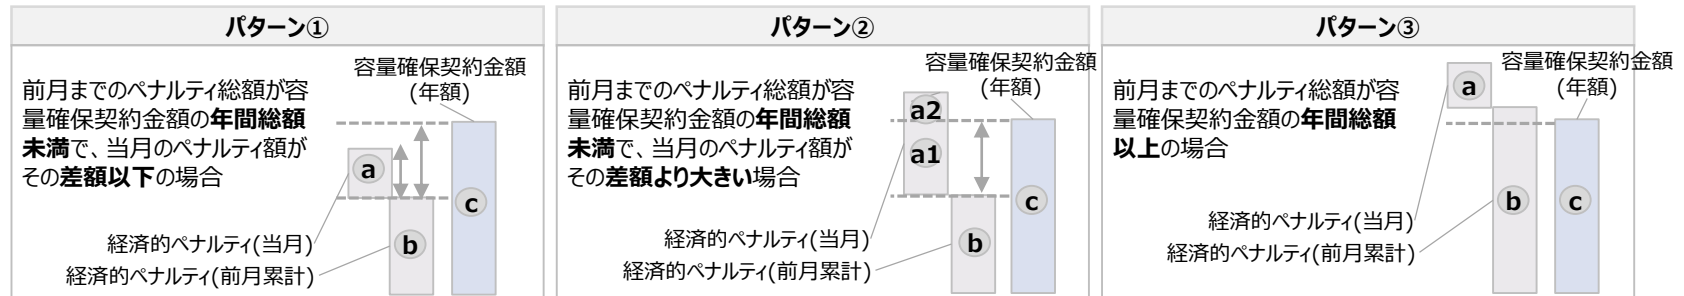 パターン①
前月までのペナルティ総額が容
量確保契約金額の年間総額
未満で、当月のペナルティ額が
その差額以下の場合
容量確保契約金額
(年額)
a
c
b
経済的ペナルティ(当月)
経済的ペナルティ(前月累計)
パターン②
前月までのペナルティ総額が容
量確保契約金額の年間総額
未満で、当月のペナルティ額が
その差額より大きい場合
容量確保契約金額
(年額)
a2
a1
c
b
経済的ペナルティ(当月)
経済的ペナルティ(前月累計)
パターン③
前月までのペナルティ総額が容
量確保契約金額の年間総額
以上の場合
容量確保契約金額
(年額)
a
b
c
経済的ペナルティ(当月)
経済的ペナルティ(前月累計)